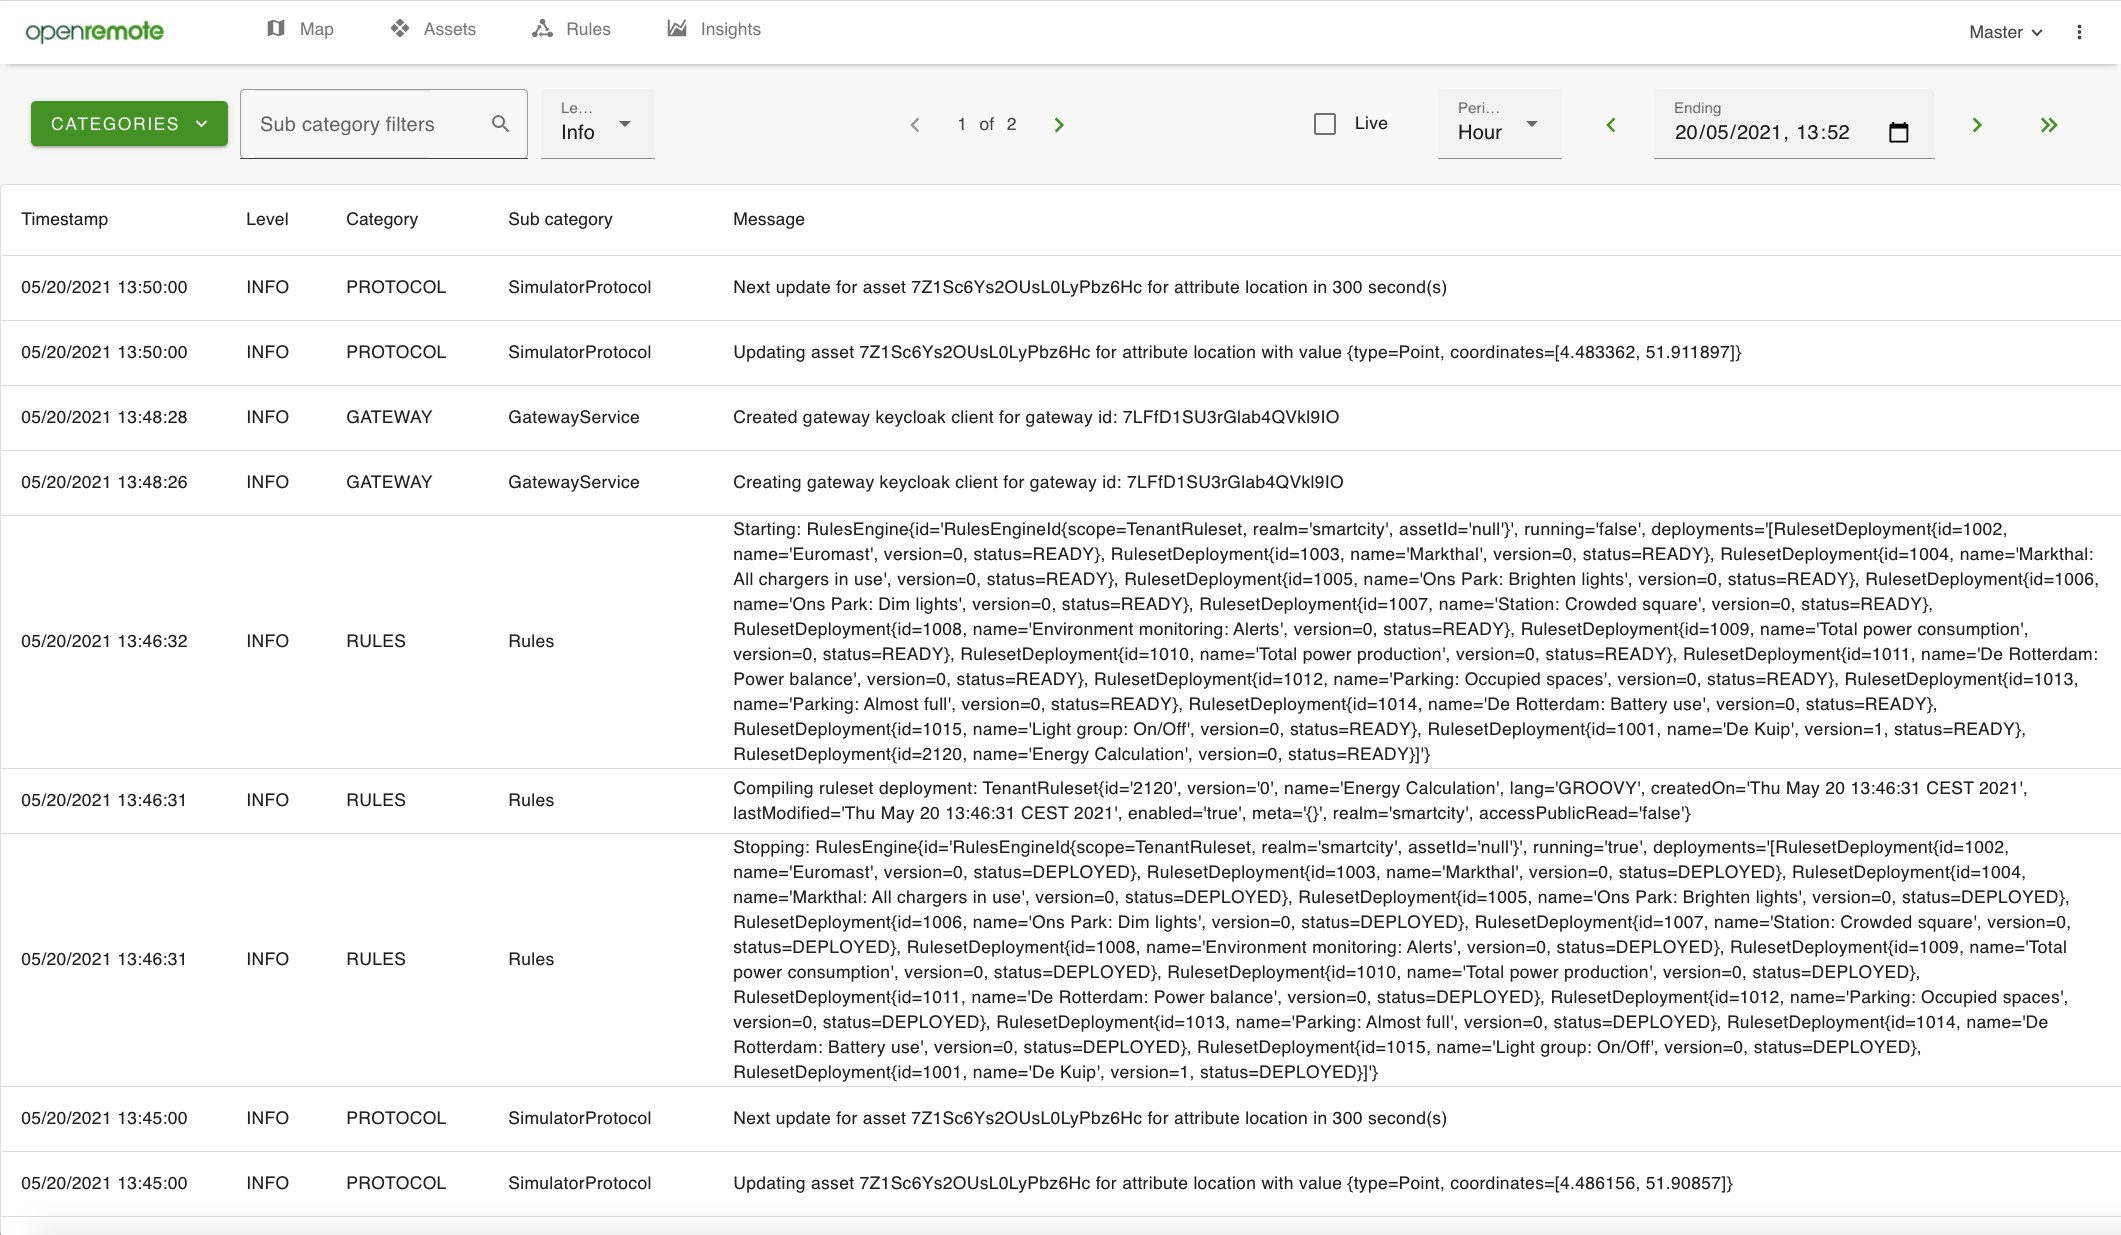 openremote
Map
Assets
Rules
Insights
Master
CATEGORIES
Sub category filters
Le...
Info
1 of 2
Live
Peri...
Hour
Ending
20/05/2021, 13:52
Timestamp Level Category Sub category Message
05/20/2021 13:50:00 INFO PROTOCOL SimulatorProtocol Next update for asset 7Z1Sc6Ys2OUsL0LyPbz6Hc for attribute location in 300 second(s)
05/20/2021 13:50:00 INFO PROTOCOL SimulatorProtocol Updating asset 7Z1Sc6Ys2OUsL0LyPbz6Hc for attribute location with value {type=Point, coordinates=[4.483362, 51.911897]}
05/20/2021 13:48:28 INFO GATEWAY GatewayService Created gateway keycloak client for gateway id: 7LFfD1SU3rGlab4QVkl9IO
05/20/2021 13:48:26 INFO GATEWAY GatewayService Creating gateway keycloak client for gateway id: 7LFfD1SU3rGlab4QVkl9IO
05/20/2021 13:46:32 INFO RULES Rules
Starting: RulesEngine{id='RulesEngineId{scope=TenantRuleset, realm='smartcity', assetId='null'}', running='false', deployments='[RulesetDeployment{id=1002,
name='Euromast', version=0, status=READY}, RulesetDeployment{id=1003, name='Markthal', version=0, status=READY}, RulesetDeployment{id=1004, name='Markthal:
All chargers in use', version=0, status=READY}, RulesetDeployment{id=1005, name='Ons Park: Brighten lights', version=0, status=READY}, RulesetDeployment{id=1006,
name='Ons Park: Dim lights', version=0, status=READY}, RulesetDeployment{id=1007, name='Station: Crowded square', version=0, status=READY},
RulesetDeployment{id=1008, name='Environment monitoring: Alerts', version=0, status=READY}, RulesetDeployment{id=1009, name='Total power consumption',
version=0, status=READY}, RulesetDeployment{id=1010, name='Total power production', version=0, status=READY}, RulesetDeployment{id=1011, name='De Rotterdam:
Power balance', version=0, status=READY}, RulesetDeployment{id=1012, name='Parking: Occupied spaces', version=0, status=READY}, RulesetDeployment{id=1013,
name='Parking: Almost full', version=0, status=READY}, RulesetDeployment{id=1014, name='De Rotterdam: Battery use', version=0, status=READY},
RulesetDeployment{id=1015, name='Light group: On/Off', version=0, status=READY}, RulesetDeployment{id=1001, name='De Kuip', version=1, status=READY},
RulesetDeployment{id=2120, name='Energy Calculation', version=0, status=READY}]'}
05/20/2021 13:46:31 INFO RULES Rules
Compiling ruleset deployment: TenantRuleset{id='2120', version='0', name='Energy Calculation', lang='GROOVY', createdOn='Thu May 20 13:46:31 CEST 2021',
lastModified='Thu May 20 13:46:31 CEST 2021', enabled='true', meta='{}', realm='smartcity', accessPublicRead='false'}
05/20/2021 13:46:31 INFO RULES Rules
Stopping: RulesEngine{id='RulesEngineId{scope=TenantRuleset, realm='smartcity', assetId='null'}', running='true', deployments='[RulesetDeployment{id=1002,
name='Euromast', version=0, status=DEPLOYED}, RulesetDeployment{id=1003, name='Markthal', version=0, status=DEPLOYED}, RulesetDeployment{id=1004,
name='Markthal: All chargers in use', version=0, status=DEPLOYED}, RulesetDeployment{id=1005, name='Ons Park: Brighten lights', version=0, status=DEPLOYED},
RulesetDeployment{id=1006, name='Ons Park: Dim lights', version=0, status=DEPLOYED}, RulesetDeployment{id=1007, name='Station: Crowded square', version=0,
status=DEPLOYED}, RulesetDeployment{id=1008, name='Environment monitoring: Alerts', version=0, status=DEPLOYED}, RulesetDeployment{id=1009, name='Total
power consumption', version=0, status=DEPLOYED}, RulesetDeployment{id=1010, name='Total power production', version=0, status=DEPLOYED},
RulesetDeployment{id=1011, name='De Rotterdam: Power balance', version=0, status=DEPLOYED}, RulesetDeployment{id=1012, name='Parking: Occupied spaces',
version=0, status=DEPLOYED}, RulesetDeployment{id=1013, name='Parking: Almost full', version=0, status=DEPLOYED}, RulesetDeployment{id=1014, name='De
Rotterdam: Battery use', version=0, status=DEPLOYED}, RulesetDeployment{id=1015, name='Light group: On/Off', version=0, status=DEPLOYED},
RulesetDeployment{id=1001, name='De Kuip', version=1, status=DEPLOYED}]'}
05/20/2021 13:45:00 INFO PROTOCOL SimulatorProtocol Next update for asset 7Z1Sc6Ys2OUsL0LyPbz6Hc for attribute location in 300 second(s)
05/20/2021 13:45:00 INFO PROTOCOL SimulatorProtocol Updating asset 7Z1Sc6Ys2OUsL0LyPbz6Hc for attribute location with value {type=Point, coordinates=[4.486156, 51.90857]}